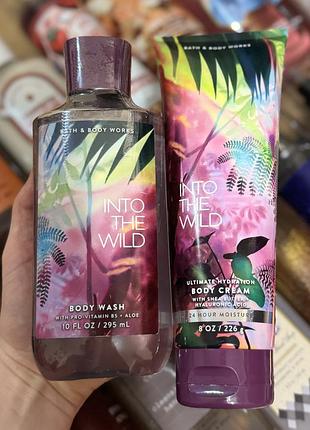 BATH & BODY WORKS
INTO
THE
WILD
BODY WASH
WITH PRO-VITAMIN B5 + ALOE
10 FL OZ / 295 mL
BATH & BODY WORKS
INTO
THE
WILD
ULTIMATE HYDRATION
BODY CREAM
WITH SHEA BUTTER +
HYALURONIC ACID
24 HOUR MOISTURE
8 OZ / 226 g